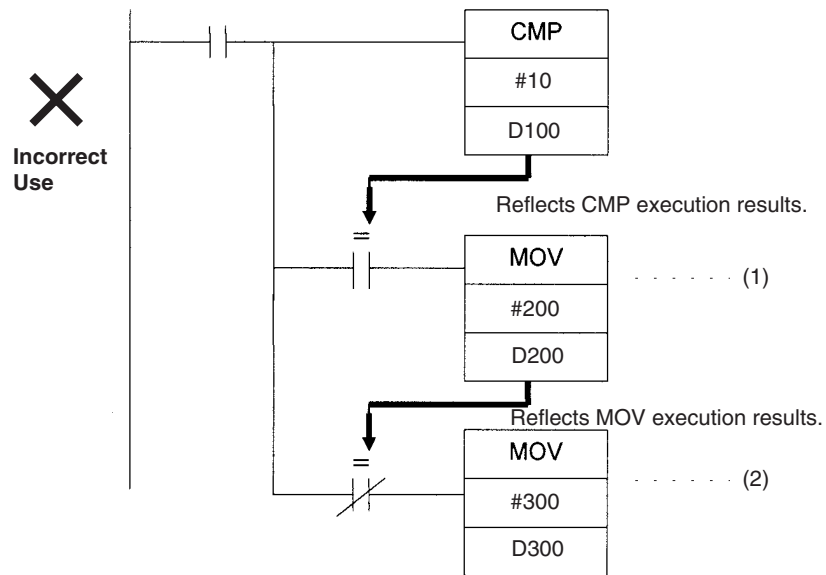 CMP
#10
D100
Incorrect
Use
Reflects CMP execution results.
=
MOV
#200
D200
- - - - - (1)
Reflects MOV execution results.
=
MOV
#300
D300
- - - - - (2)